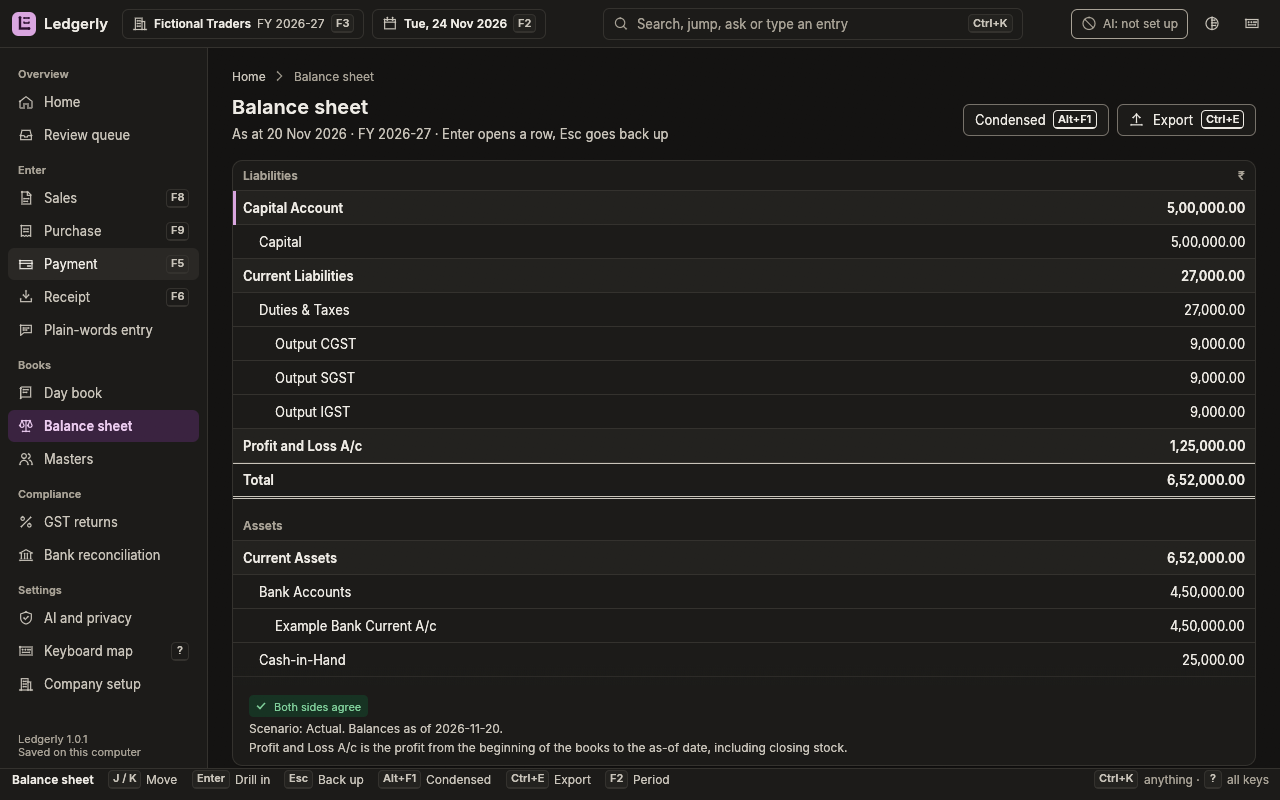 Ledgerly
Fictional Traders FY 2026-27 F3
Tue, 24 Nov 2026 F2
Search, jump, ask or type an entry Ctrl+K
AI: not set up
Overview
Home
Review queue
Enter
Sales F8
Purchase F9
Payment F5
Receipt F6
Plain-words entry
Books
Day book
Balance sheet
Masters
Compliance
GST returns
Bank reconciliation
Settings
AI and privacy
Keyboard map ?
Company setup
Ledgerly 1.0.1
Saved on this computer
Home > Balance sheet
Balance sheet
As at 20 Nov 2026 · FY 2026-27 · Enter opens a row, Esc goes back up
Condensed Alt+F1
Export Ctrl+E
Liabilities ₹
Capital Account 5,00,000.00
Capital 5,00,000.00
Current Liabilities 27,000.00
Duties & Taxes 27,000.00
Output CGST 9,000.00
Output SGST 9,000.00
Output IGST 9,000.00
Profit and Loss A/c 1,25,000.00
Total 6,52,000.00
Assets
Current Assets 6,52,000.00
Bank Accounts 4,50,000.00
Example Bank Current A/c 4,50,000.00
Cash-in-Hand 25,000.00
Both sides agree
Scenario: Actual. Balances as of 2026-11-20.
Profit and Loss A/c is the profit from the beginning of the books to the as-of date, including closing stock.
Balance sheet J / K Move Enter Drill in Esc Back up Alt+F1 Condensed Ctrl+E Export F2 Period Ctrl+K anything · ? all keys